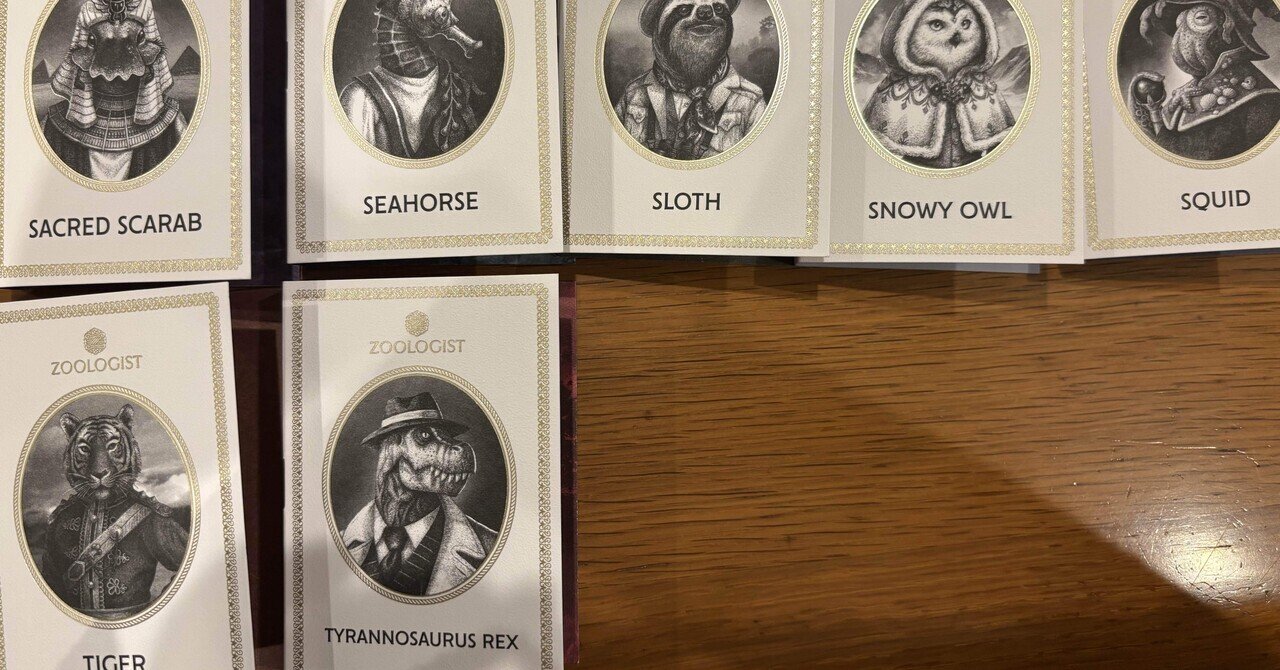 SACRED SCARAB
SEAHORSE
SLOTH
SNOWY OWL
SQUID
ZOOLOGIST
TIGER
ZOOLOGIST
TYRANNOSAURUS REX